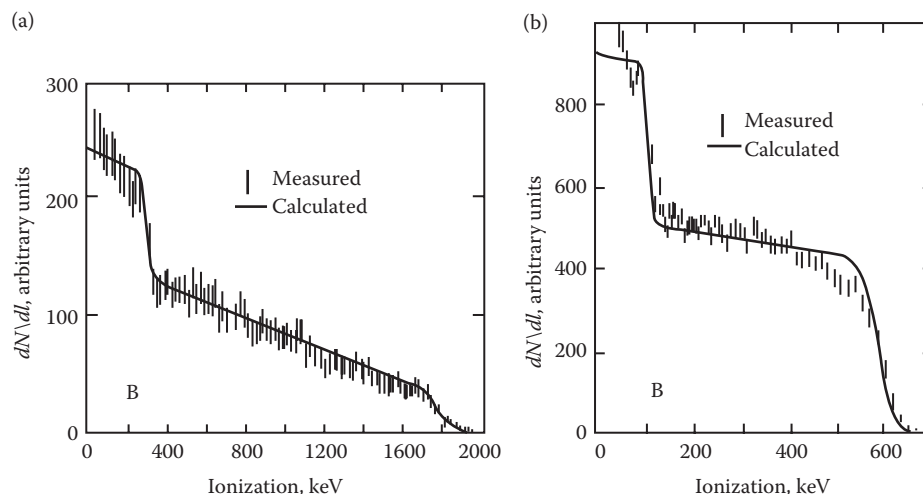 (a)
300
200
100
0
dN\dl, arbitrary units
Measured
Calculated
B
0 400 800 1200 1600 2000
Ionization, keV
(b)
800
600
400
200
0
dN\dl, arbitrary units
Measured
Calculated
B
0 200 400 600
Ionization, keV